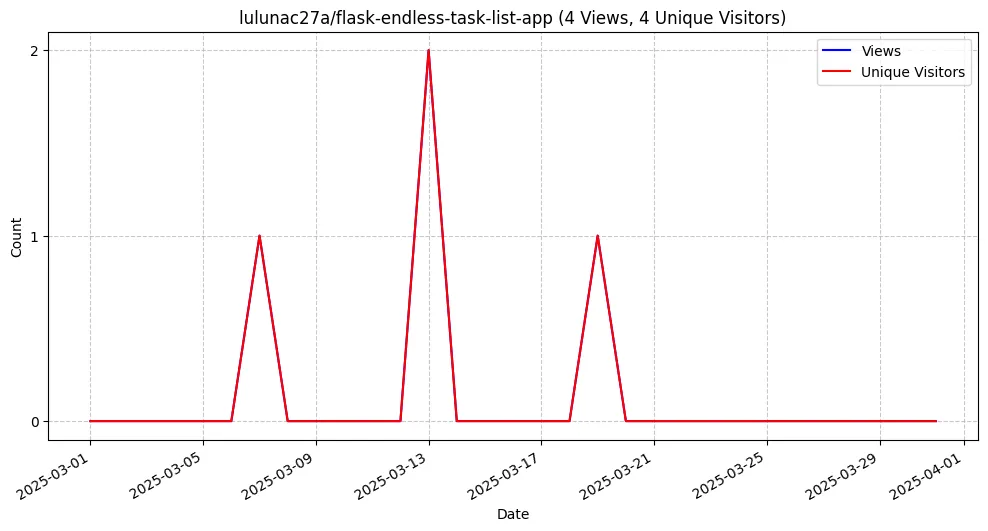 lulunac27a/flask-endless-task-list-app (4 Views, 4 Unique Visitors)
Views
Unique Visitors
2
1
0
Count
2025-03-01
2025-03-05
2025-03-09
2025-03-13
2025-03-17
2025-03-21
2025-03-25
2025-03-29
2025-04-01
Date